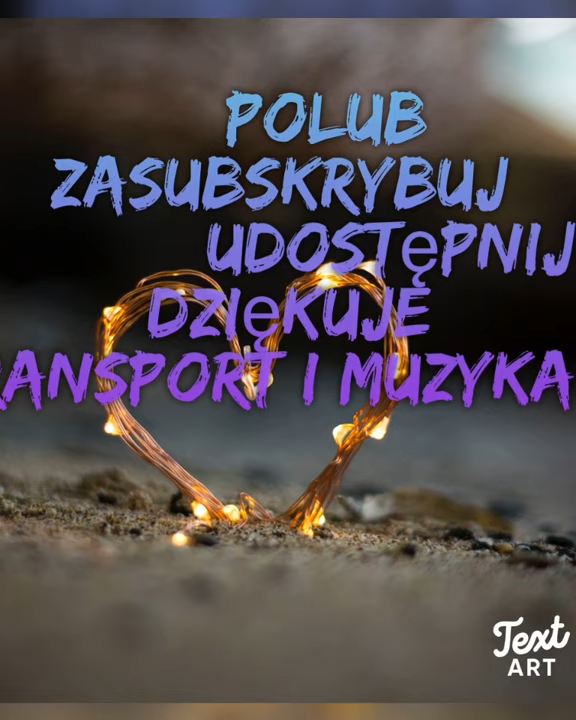 POLUB
ZASUBSKRYBUJ
UDOSTęPNIJ
DZIęKUJE
RANSPORT I MUZYKA
Text
ART